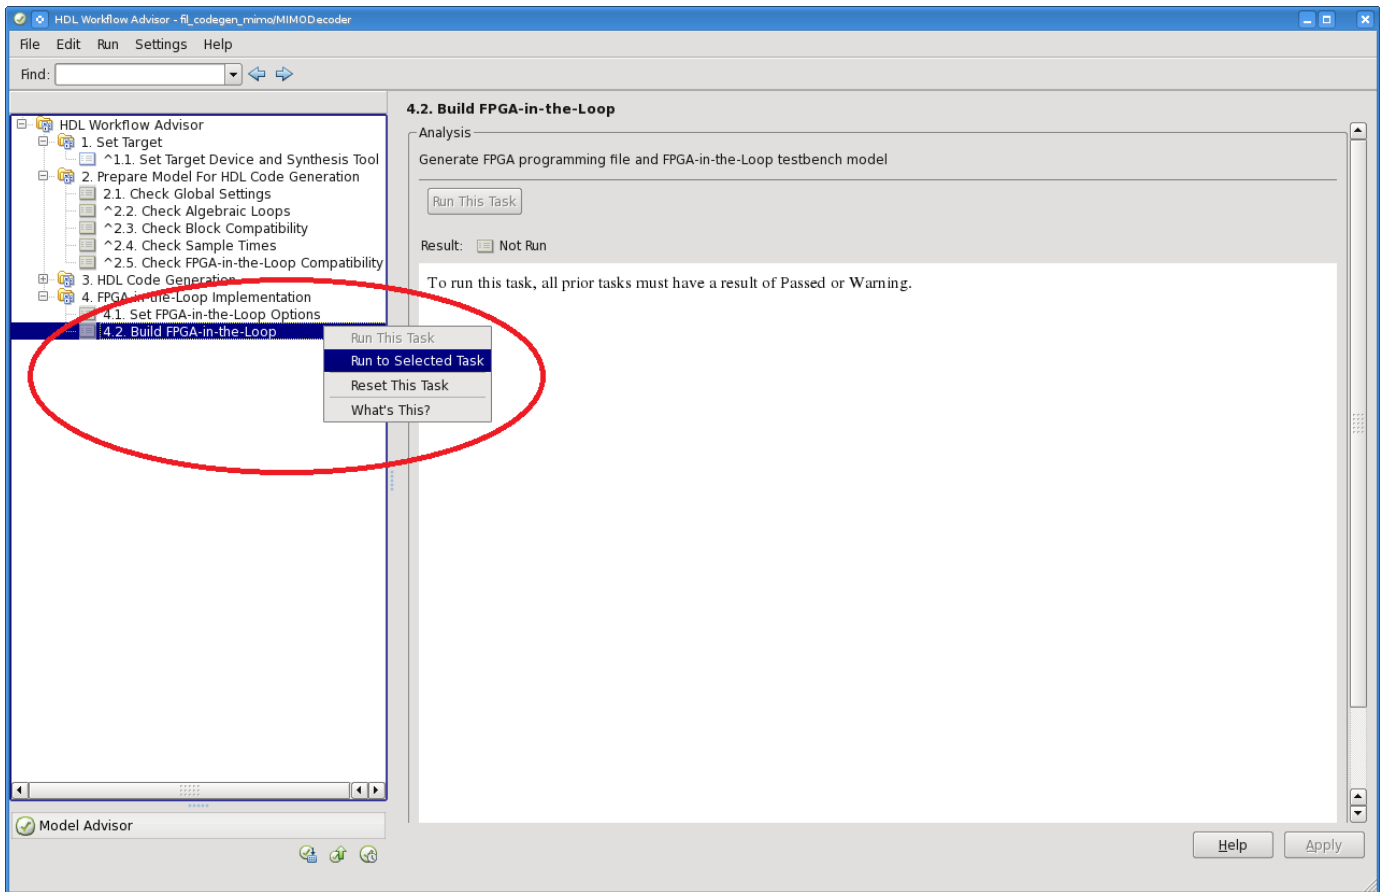 HDL Workflow Advisor - fil_codegen_mimo/MIMODecoder
File Edit Run Settings Help
Find:
HDL Workflow Advisor
1. Set Target
^1.1. Set Target Device and Synthesis Tool
2. Prepare Model For HDL Code Generation
2.1. Check Global Settings
^2.2. Check Algebraic Loops
^2.3. Check Block Compatibility
^2.4. Check Sample Times
^2.5. Check FPGA-in-the-Loop Compatibility
3. HDL Code Generation
4. FPGA-in-the-Loop Implementation
4.1. Set FPGA-in-the-Loop Options
4.2. Build FPGA-in-the-Loop
Run This Task
Run to Selected Task
Reset This Task
What's This?
Model Advisor
4.2. Build FPGA-in-the-Loop
Analysis
Generate FPGA programming file and FPGA-in-the-Loop testbench model
Run This Task
Result: Not Run
To run this task, all prior tasks must have a result of Passed or Warning.
Help Apply